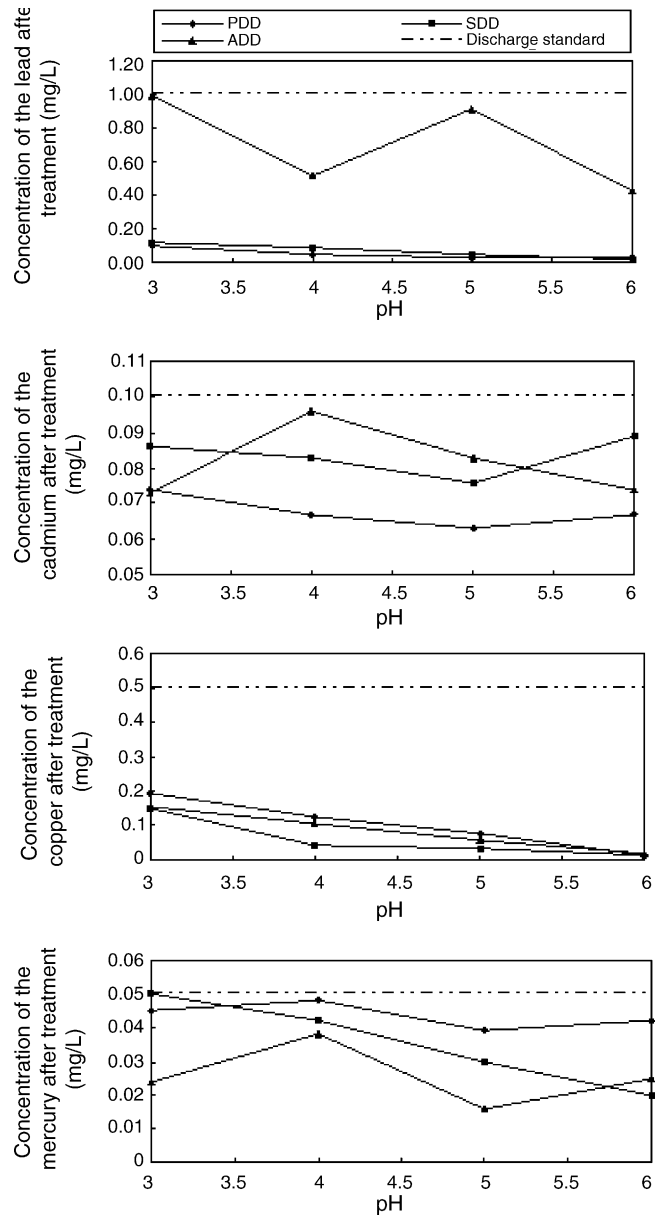 PDD
SDD
ADD
Discharge standard
Concentration of the lead afte
treatment (mg/L)
1.20
1.00
0.80
0.60
0.40
0.20
0.00
3 3.5 4 4.5 5 5.5 6
pH
Concentration of the
cadmium after treatment
(mg/L)
0.11
0.10
0.09
0.08
0.07
0.06
0.05
3 3.5 4 4.5 5 5.5 6
pH
Concentration of the
copper after treatment
(mg/L)
0.6
0.5
0.4
0.3
0.2
0.1
0
3 3.5 4 4.5 5 5.5 6
pH
Concentration of the
mercury after treatment
(mg/L)
0.06
0.05
0.04
0.03
0.02
0.01
0
3 3.5 4 4.5 5 5.5 6
pH